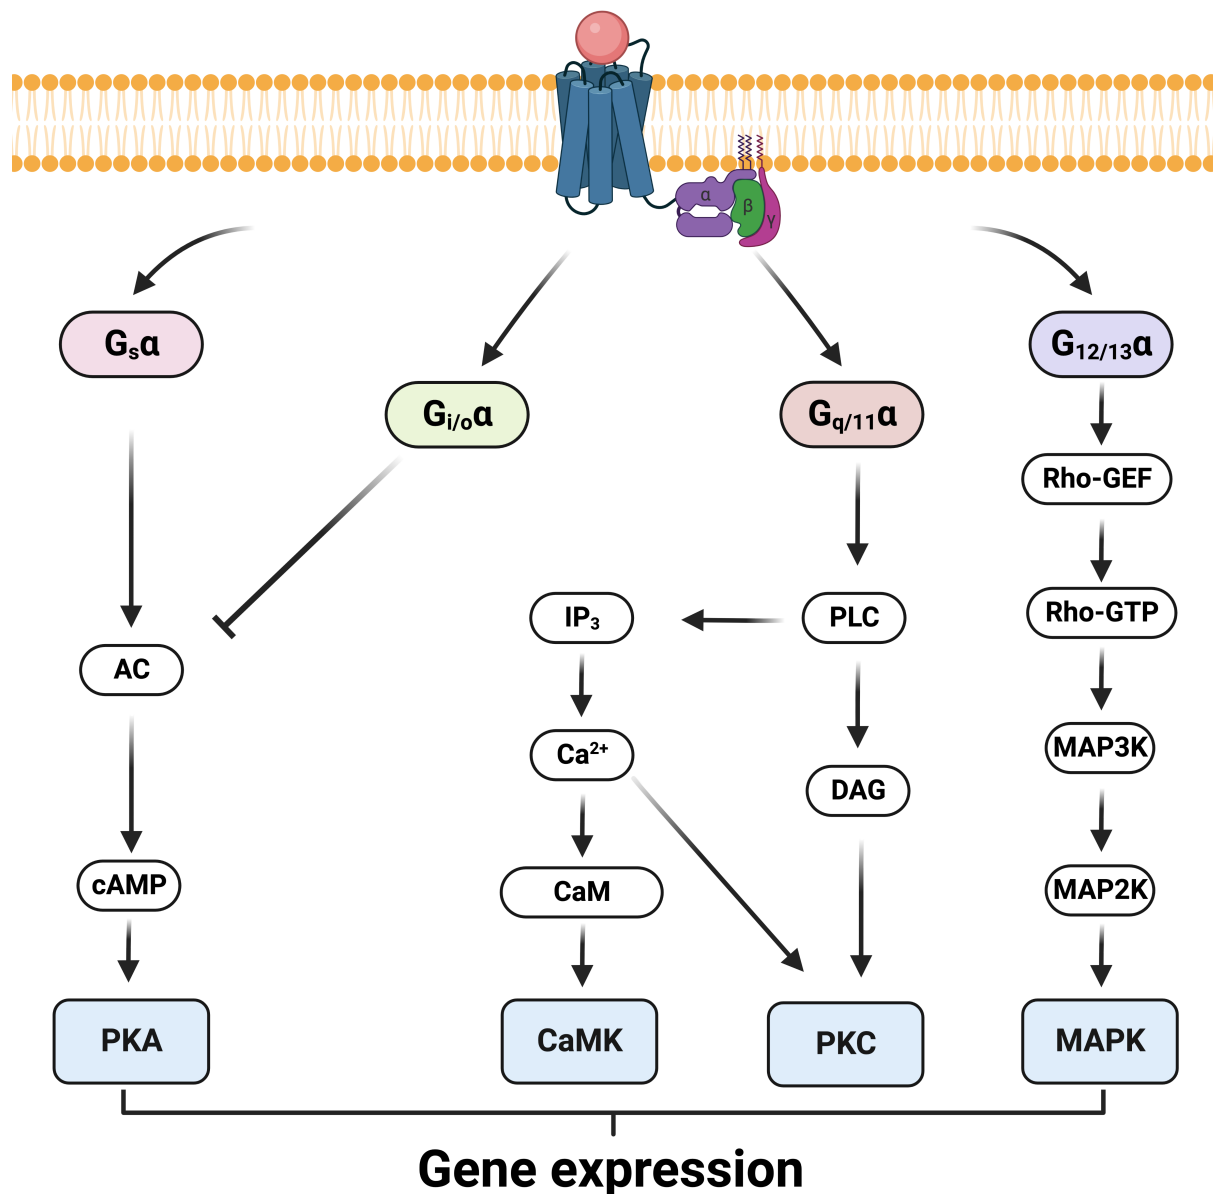 α
β
γ
Gₛα
G₁₂/₁₃α
Gᵢ/ₒα
G_q/₁₁α
Rho-GEF
IP₃
PLC
Rho-GTP
AC
Ca²⁺
MAP3K
DAG
cAMP
CaM
MAP2K
PKA
CaMK
PKC
MAPK
Gene expression